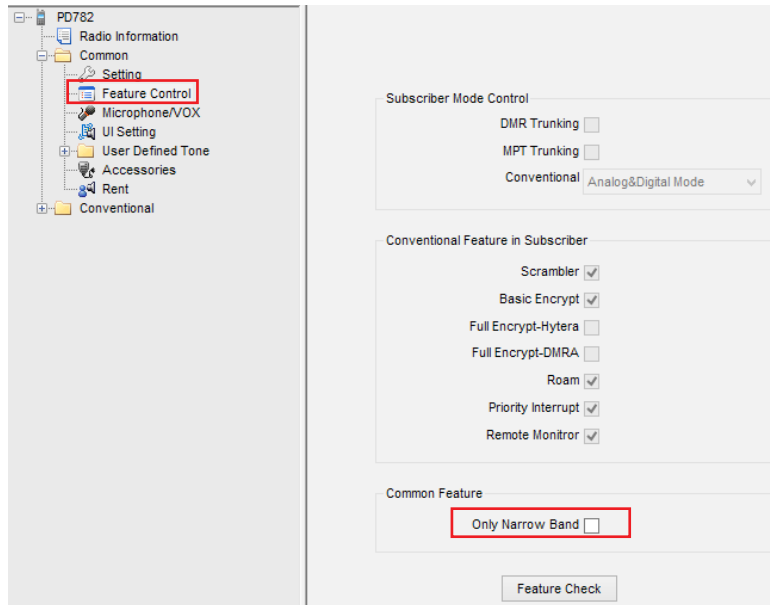 PD782
Radio Information
Common
Setting
Feature Control
Microphone/VOX
UI Setting
User Defined Tone
Accessories
Rent
Conventional
Subscriber Mode Control
DMR Trunking
MPT Trunking
Conventional Analog&Digital Mode
Conventional Feature in Subscriber
Scrambler
Basic Encrypt
Full Encrypt-Hytera
Full Encrypt-DMRA
Roam
Priority Interrupt
Remote Monitror
Common Feature
Only Narrow Band
Feature Check